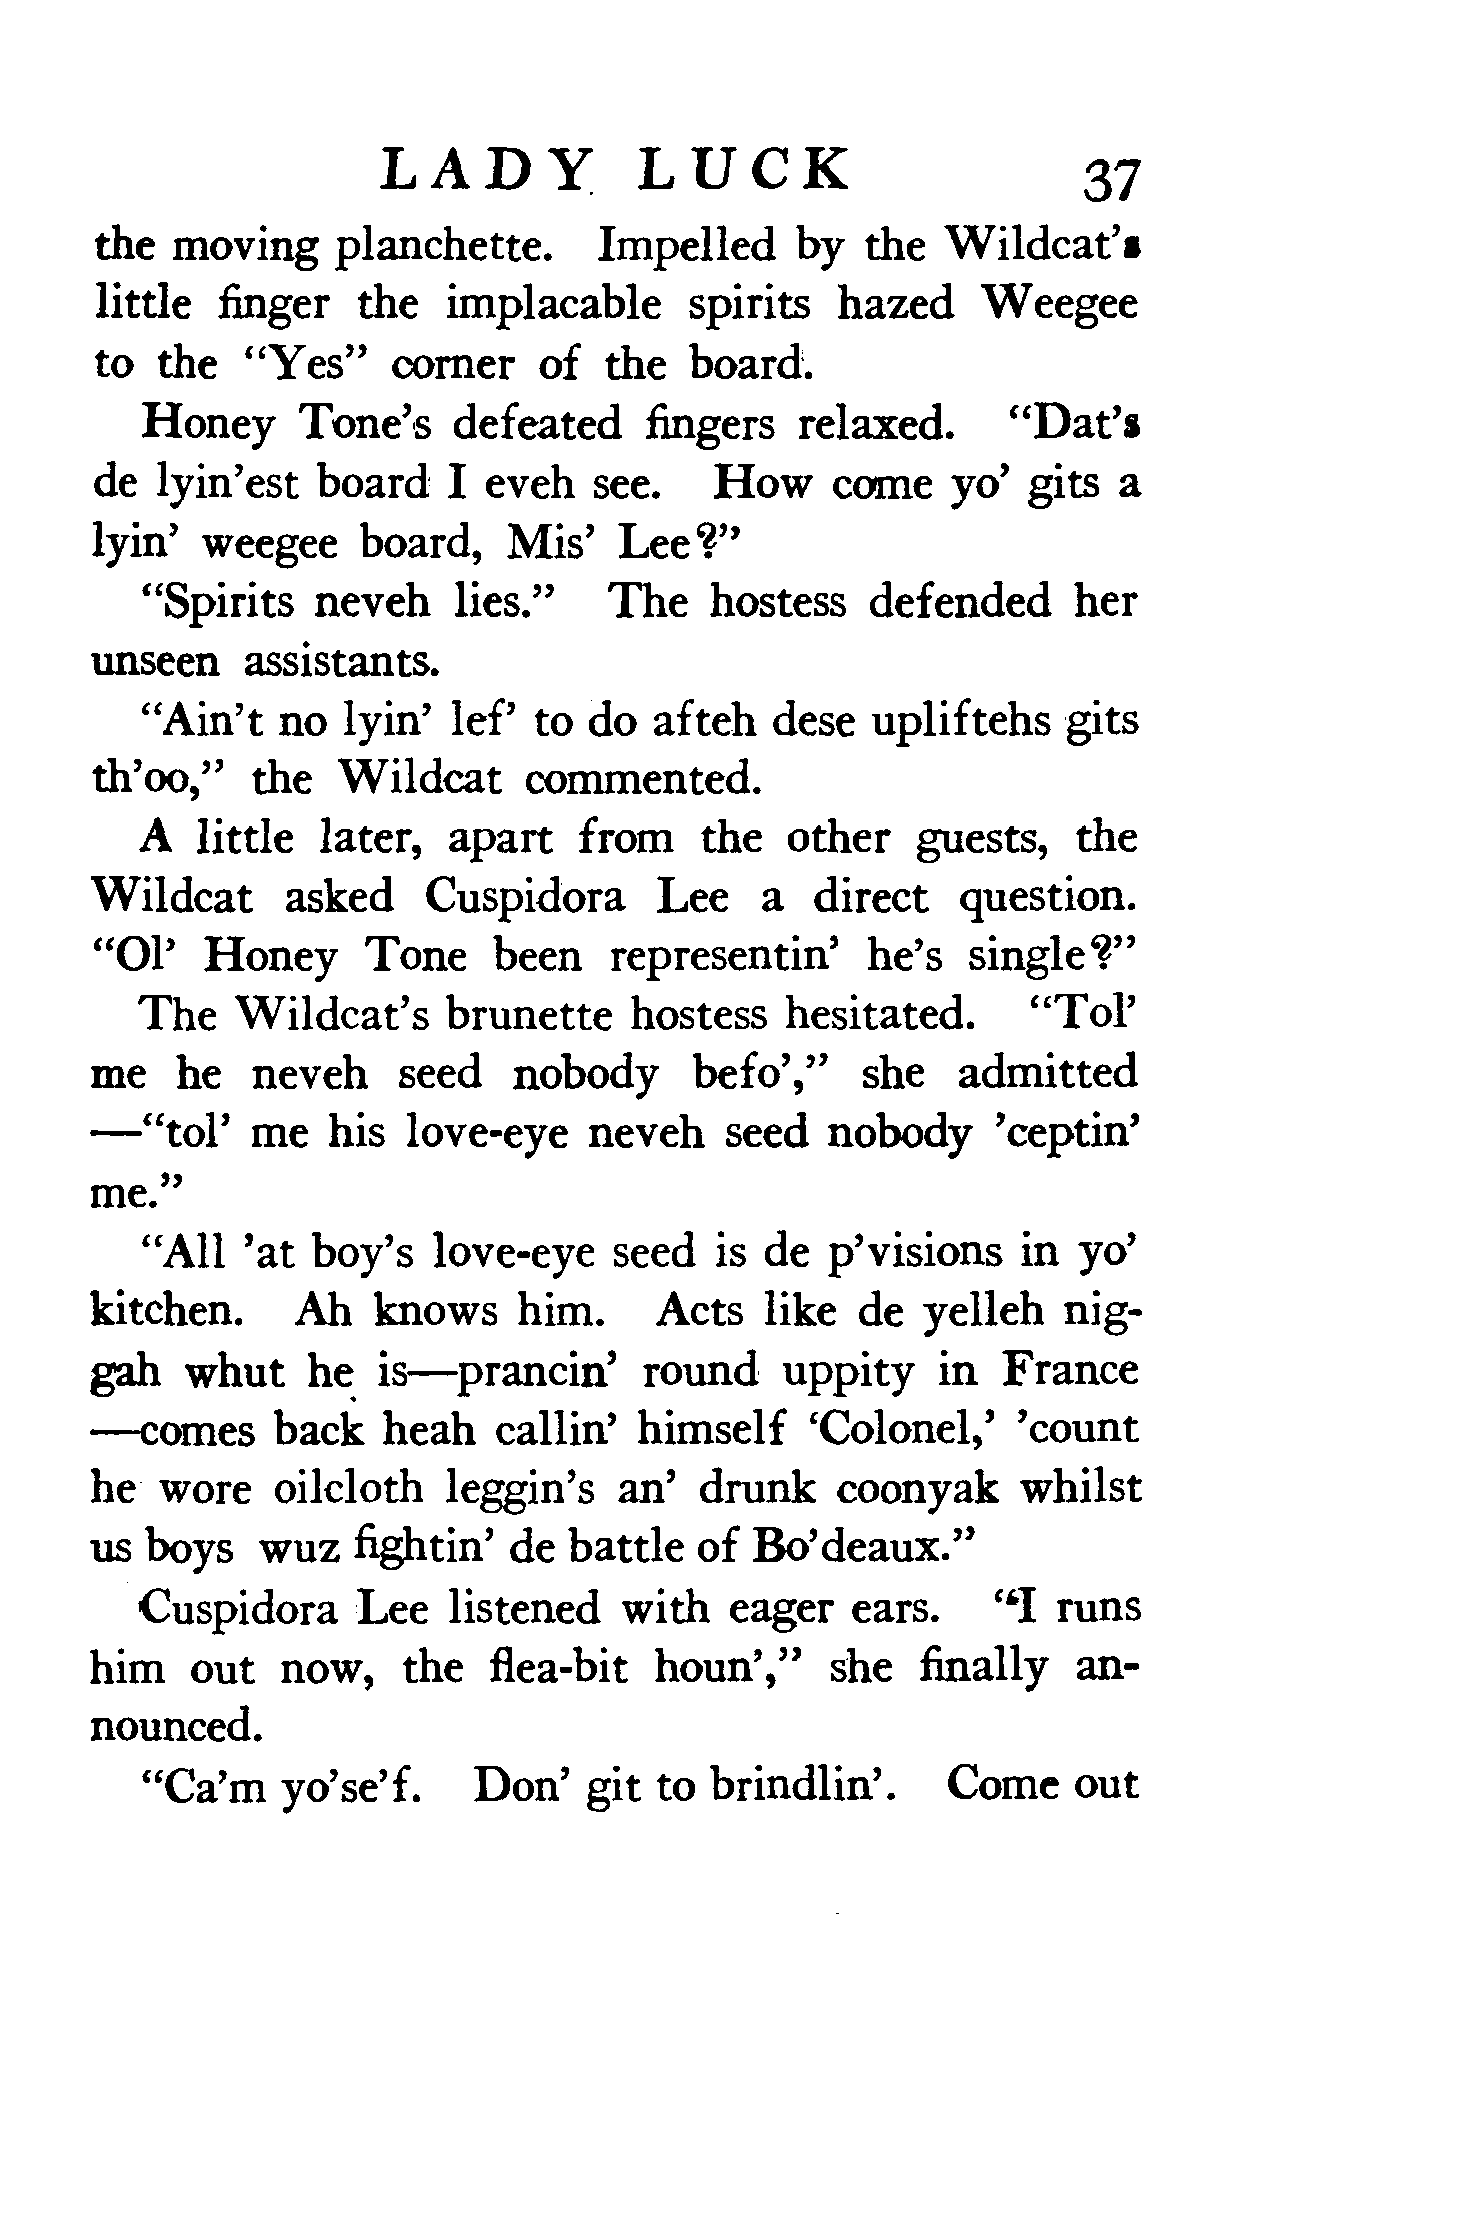 LADY LUCK 37
the moving planchette. Impelled by the Wildcat's
little finger the implacable spirits hazed Weegee
to the “Yes” corner of the board.
Honey Tone's defeated fingers relaxed. “Dat's
de lyin'est board I eveh see. How come yo' gits a
lyin' weegee board, Mis' Lee?”
“Spirits neveh lies.” The hostess defended her
unseen assistants.
“Ain't no lyin' lef' to do afteh dese upliftehs gits
th'oo,” the Wildcat commented.
A little later, apart from the other guests, the
Wildcat asked Cuspidora Lee a direct question.
“Ol' Honey Tone been representin' he's single?”
The Wildcat's brunette hostess hesitated. “Tol'
me he neveh seed nobody befo',” she admitted
—“tol' me his love-eye neveh seed nobody 'ceptin'
me.”
“All 'at boy's love-eye seed is de p'visions in yo'
kitchen. Ah knows him. Acts like de yelleh nig-
gah whut he is—prancin' round uppity in France
—comes back heah callin' himself ‘Colonel,' 'count
he wore oilcloth leggin's an' drunk coonyak whilst
us boys wuz fightin' de battle of Bo'deaux.”
Cuspidora Lee listened with eager ears. “I runs
him out now, the flea-bit houn',” she finally an-
nounced.
“Ca'm yo'se'f. Don' git to brindlin'. Come out